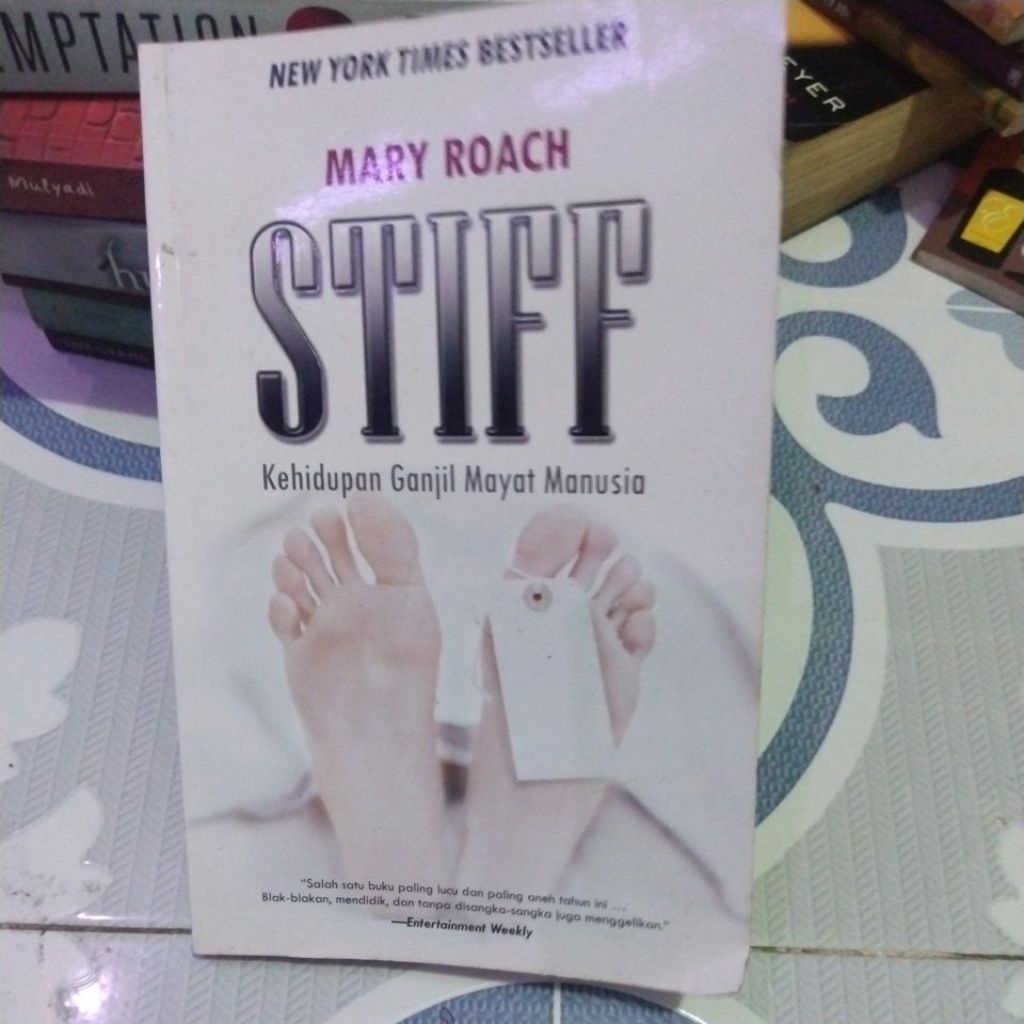 NEW YORK TIMES BESTSELLER
MARY ROACH
STIFF
Kehidupan Ganjil Mayat Manusia
"Salah satu buku paling lucu dan paling aneh tahun ini ...
Blak-blakan, mendidik, dan tanpa disangka-sangka juga menggelikan."
—Entertainment Weekly
MPTATION
Mulyadi
EYER